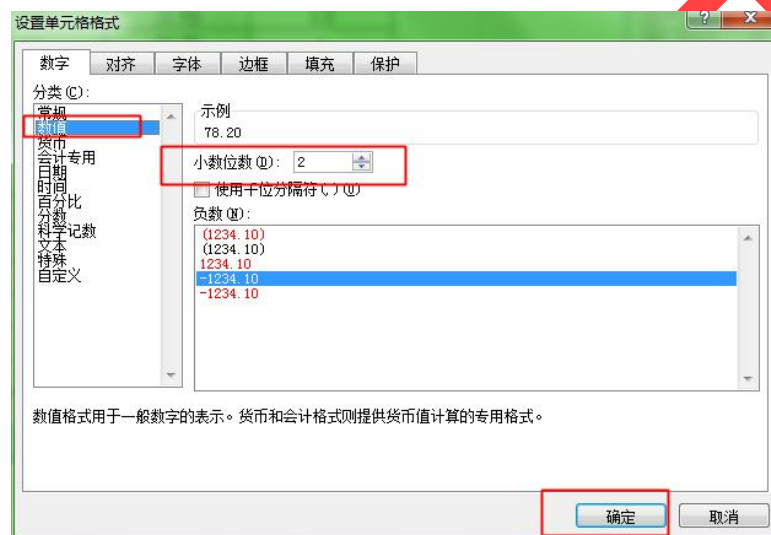 设置单元格格式
数字 对齐 字体 边框 填充 保护
分类(C):
常规
数值
货币
会计专用
日期
时间
百分比
分数
科学记数
文本
特殊
自定义
示例
78.20
小数位数(D): 2
使用千位分隔符(,)(U)
负数(N):
(1234.10)
(1234.10)
1234.10
-1234.10
-1234.10
数值格式用于一般数字的表示。货币和会计格式则提供货币值计算的专用格式。
确定 取消